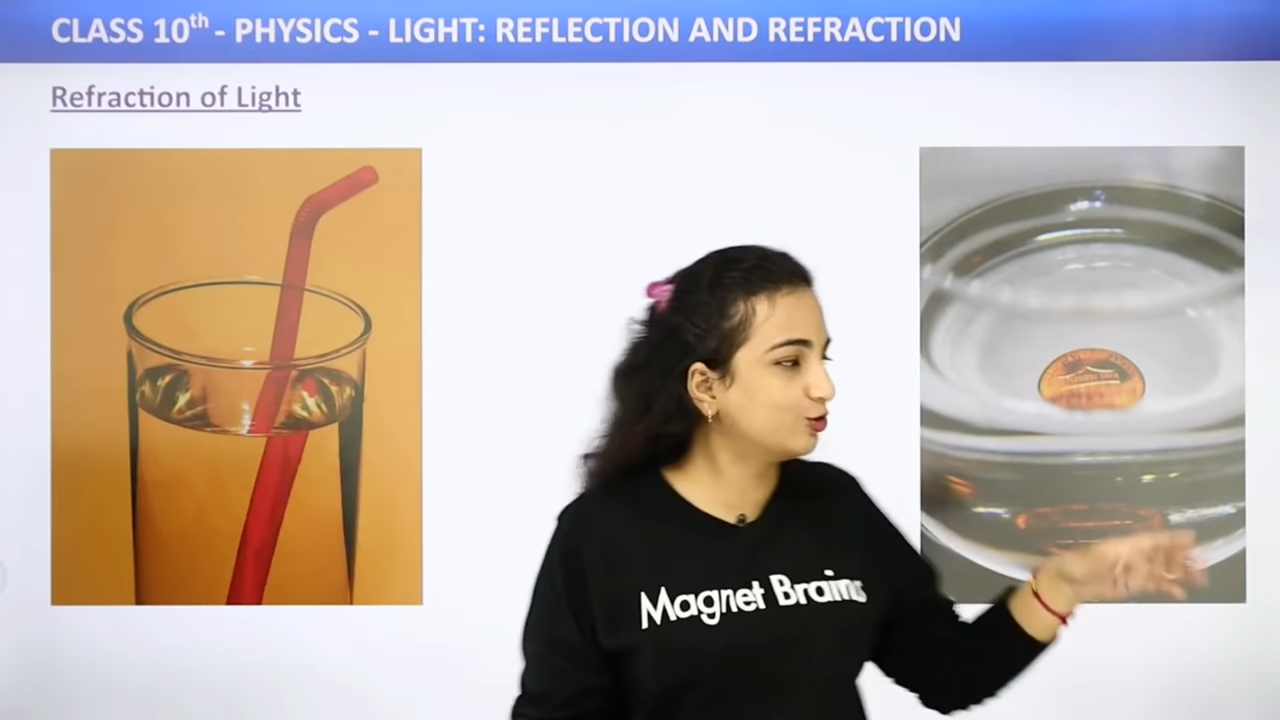 CLASS 10th - PHYSICS - LIGHT: REFLECTION AND REFRACTION
Refraction of Light
Magnet Brains